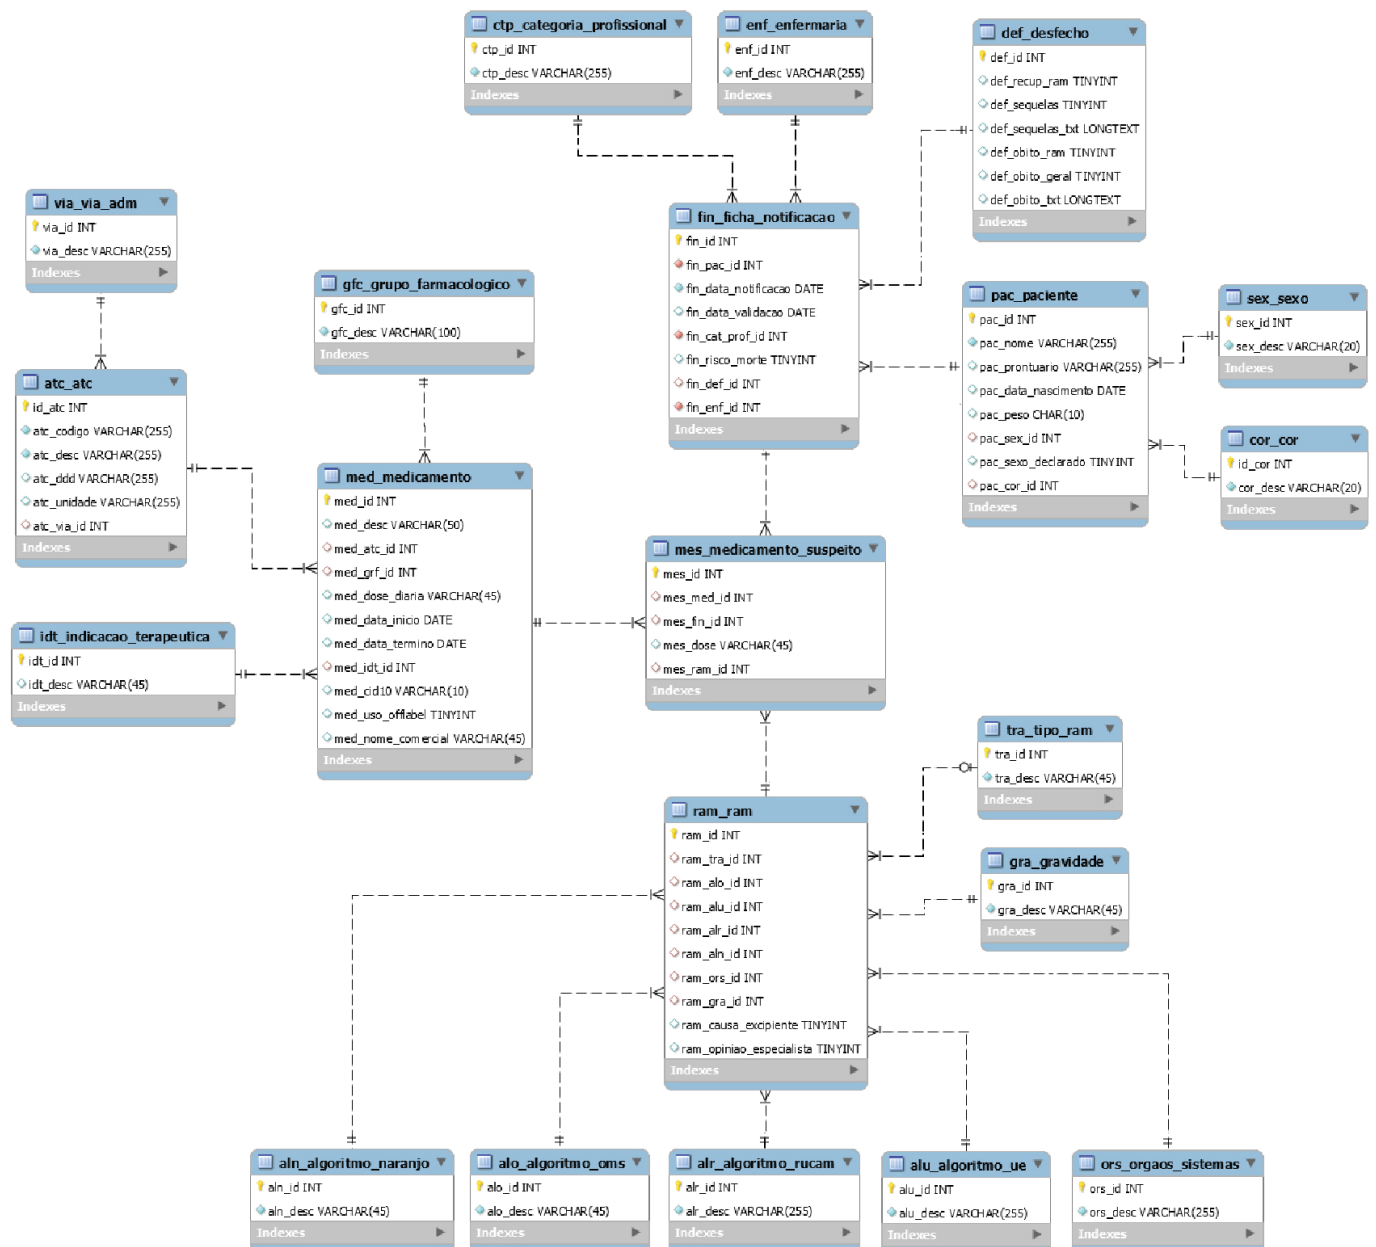 ctp_categoria_profissional
ctp_id INT
ctp_desc VARCHAR(255)
Indexes
enf_enfermaria
enf_id INT
enf_desc VARCHAR(255)
Indexes
def_desfecho
def_id INT
def_recup_ram TINYINT
def_sequelas TINYINT
def_sequelas_txt LONGTEXT
def_obito_ram TINYINT
def_obito_geral TINYINT
def_obito_txt LONGTEXT
Indexes
via_via_adm
via_id INT
via_desc VARCHAR(255)
Indexes
fin_ficha_notificacao
fin_id INT
fin_pac_id INT
fin_data_notificacao DATE
fin_data_validacao DATE
fin_cat_prof_id INT
fin_risco_morte TINYINT
fin_def_id INT
fin_enf_id INT
Indexes
gfc_grupo_farmacologico
gfc_id INT
gfc_desc VARCHAR(100)
Indexes
pac_paciente
pac_id INT
pac_nome VARCHAR(255)
pac_prontuario VARCHAR(255)
pac_data_nascimento DATE
pac_peso CHAR(10)
pac_sex_id INT
pac_sexo_declarado TINYINT
pac_cor_id INT
Indexes
sex_sexo
sex_id INT
sex_desc VARCHAR(20)
Indexes
atc_atc
id_atc INT
atc_codigo VARCHAR(255)
atc_desc VARCHAR(255)
atc_ddd VARCHAR(255)
atc_unidade VARCHAR(255)
atc_via_id INT
Indexes
cor_cor
id_cor INT
cor_desc VARCHAR(20)
Indexes
med_medicamento
med_id INT
med_desc VARCHAR(50)
med_atc_id INT
med_grf_id INT
med_dose_diaria VARCHAR(45)
med_data_inicio DATE
med_data_termino DATE
med_idt_id INT
med_cid10 VARCHAR(10)
med_uso_offlabel TINYINT
med_nome_comercial VARCHAR(45)
Indexes
mes_medicamento_suspeito
mes_id INT
mes_med_id INT
mes_fin_id INT
mes_dose VARCHAR(45)
mes_ram_id INT
Indexes
idt_indicacao_terapeutica
idt_id INT
idt_desc VARCHAR(45)
Indexes
tra_tipo_ram
tra_id INT
tra_desc VARCHAR(45)
Indexes
ram_ram
ram_id INT
ram_tra_id INT
ram_alo_id INT
ram_alu_id INT
ram_alr_id INT
ram_aln_id INT
ram_ors_id INT
ram_gra_id INT
ram_causa_excipiente TINYINT
ram_opiniao_especialista TINYINT
Indexes
gra_gravidade
gra_id INT
gra_desc VARCHAR(45)
Indexes
aln_algoritmo_naranjo
aln_id INT
aln_desc VARCHAR(45)
Indexes
alo_algoritmo_oms
alo_id INT
alo_desc VARCHAR(45)
Indexes
alr_algoritmo_rucam
alr_id INT
alr_desc VARCHAR(255)
Indexes
alu_algoritmo_ue
alu_id INT
alu_desc VARCHAR(255)
Indexes
ors_orgaos_sistemas
ors_id INT
ors_desc VARCHAR(255)
Indexes